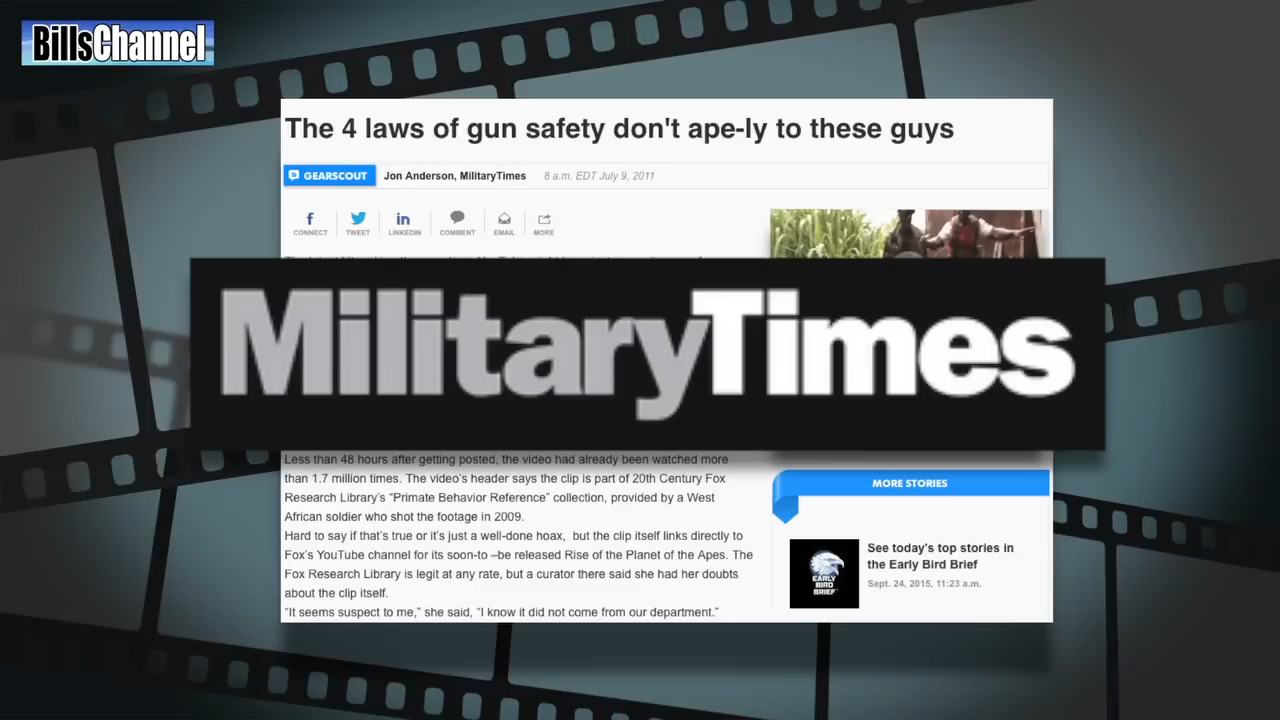 BillsChannel
The 4 laws of gun safety don't ape-ly to these guys
GEARSCOUT
Jon Anderson, MilitaryTimes
8 a.m. EDT July 9, 2011
CONNECT
TWEET
LINKEDIN
COMMENT
EMAIL
MORE
MilitaryTimes
Less than 48 hours after getting posted, the video had already been watched more
than 1.7 million times. The video's header says the clip is part of 20th Century Fox
Research Library's "Primate Behavior Reference" collection, provided by a West
African soldier who shot the footage in 2009.
Hard to say if that's true or it's just a well-done hoax, but the clip itself links directly to
Fox's YouTube channel for its soon-to –be released Rise of the Planet of the Apes. The
Fox Research Library is legit at any rate, but a curator there said she had her doubts
about the clip itself.
"It seems suspect to me," she said, "I know it did not come from our department."
MORE STORIES
EARLY
BIRD
BRIEF
See today's top stories in
the Early Bird Brief
Sept. 24, 2015, 11:23 a.m.